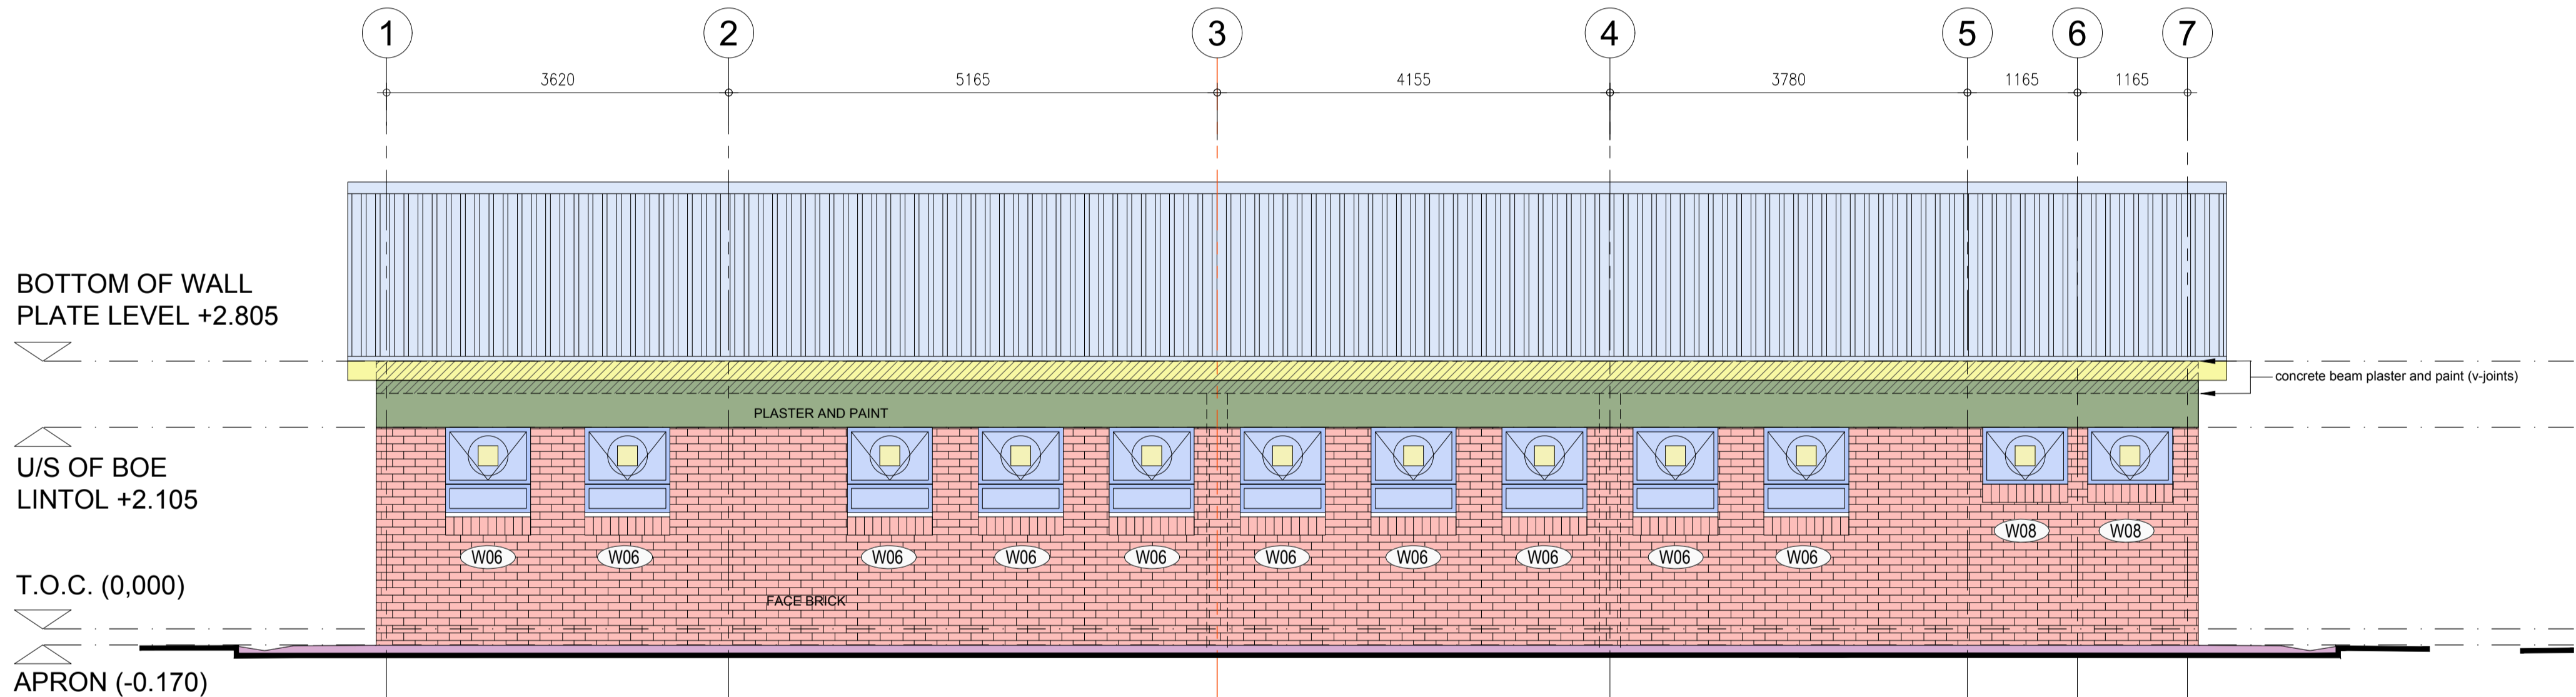 1 2 3 4 5 6 7
3620 5165 4155 3780 1165 1165
BOTTOM OF WALL
PLATE LEVEL +2.805
concrete beam plaster and paint (v-joints)
PLASTER AND PAINT
U/S OF BOE
LINTOL +2.105
W08 W08
W06 W06 W06 W06 W06 W06 W06 W06 W06 W06
T.O.C. (0,000)
FACE BRICK
APRON (-0.170)